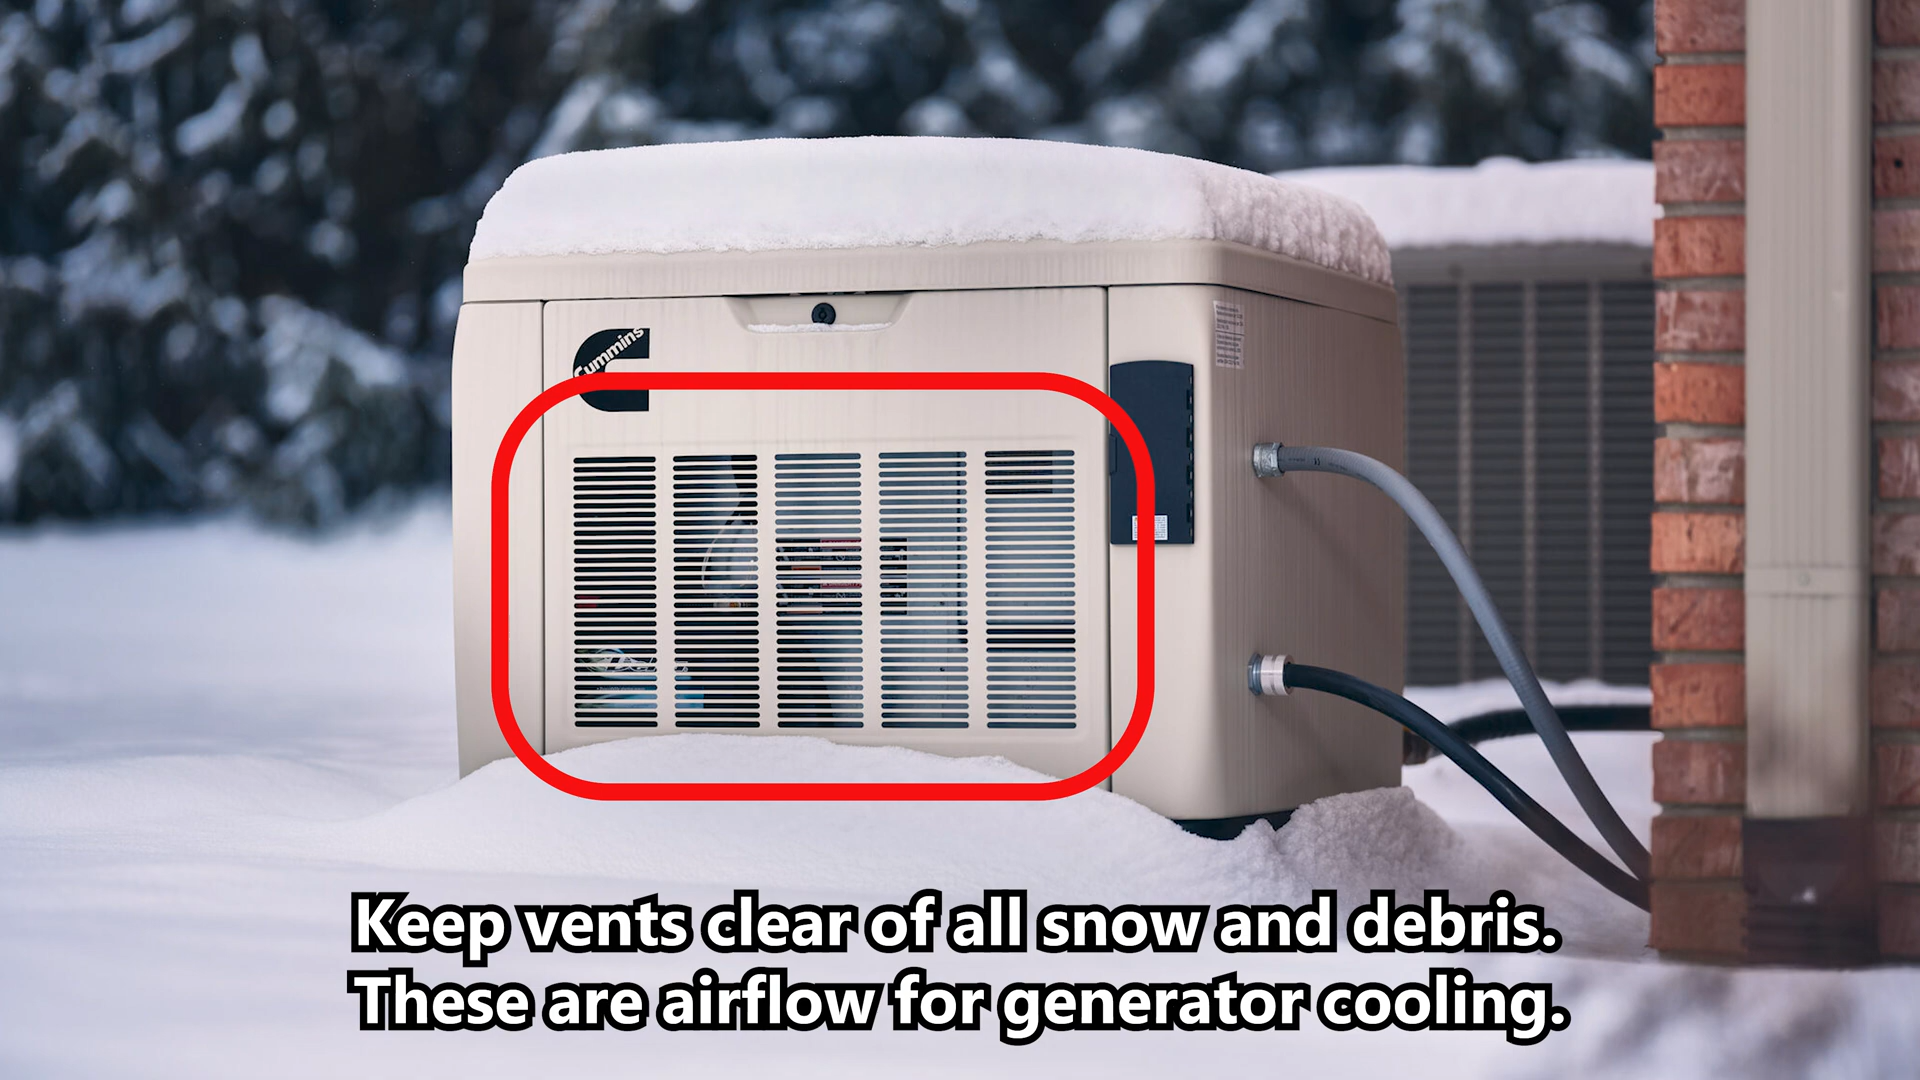 Cummins
Keep vents clear of all snow and debris.
These are airflow for generator cooling.